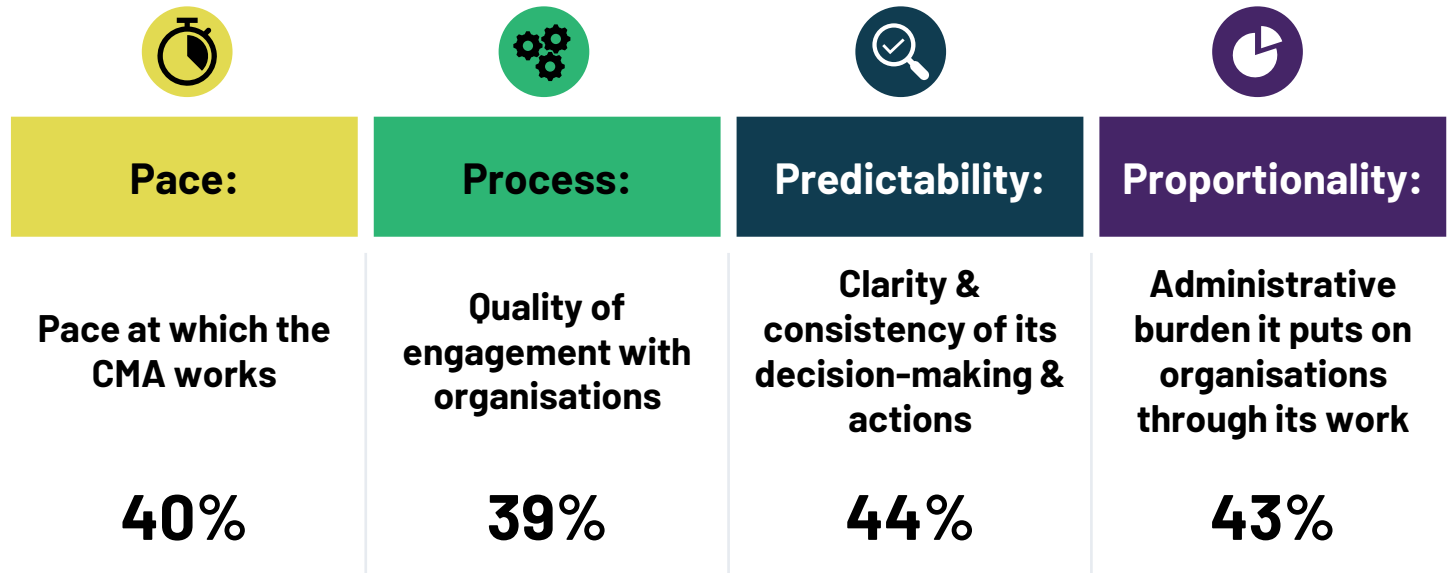 Pace:
Process:
Predictability:
Proportionality:
Pace at which the
CMA works
Quality of
engagement with
organisations
Clarity &
consistency of its
decision-making &
actions
Administrative
burden it puts on
organisations
through its work
40%
39%
44%
43%